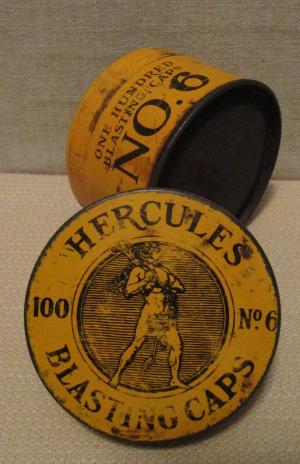 ONE HUNDRED
BLASTING CAPS
NO. 6
HERCULES
100 Nº 6
BLASTING CAPS